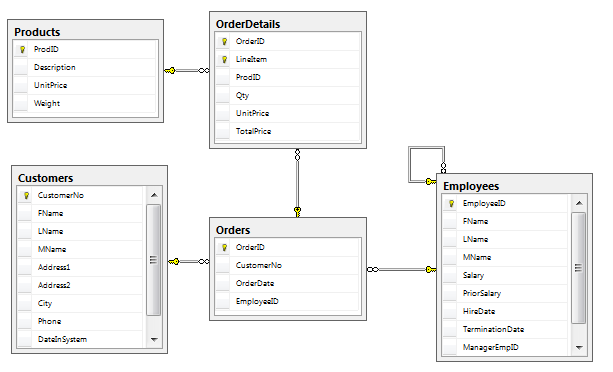 Products
ProdID
Description
UnitPrice
Weight
OrderDetails
OrderID
LineItem
ProdID
Qty
UnitPrice
TotalPrice
Customers
CustomerNo
FName
LName
MName
Address1
Address2
City
Phone
DateInSystem
Orders
OrderID
CustomerNo
OrderDate
EmployeeID
Employees
EmployeeID
FName
LName
MName
Salary
PriorSalary
HireDate
TerminationDate
ManagerEmpID